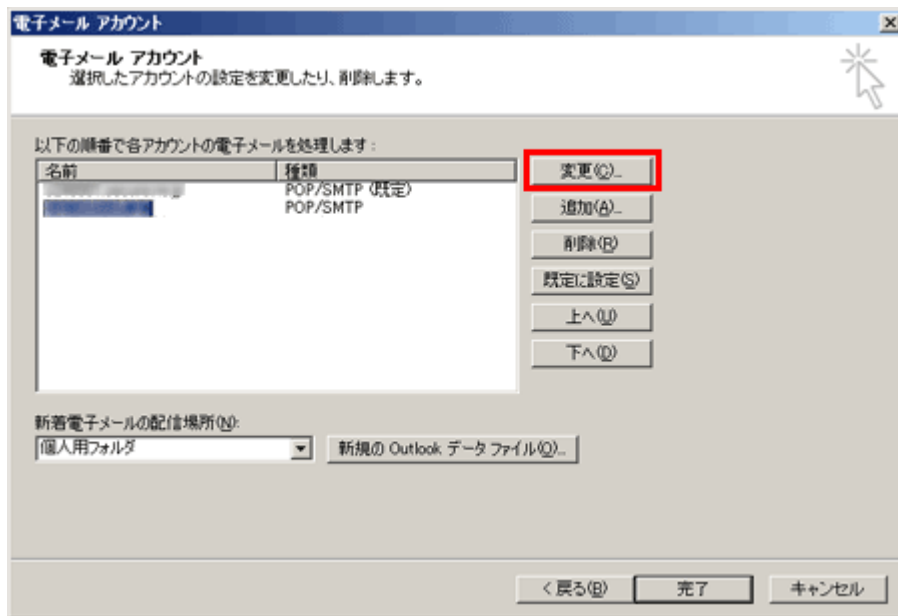 電子メール アカウント
電子メール アカウント
選択したアカウントの設定を変更したり、削除します。
以下の順番で各アカウントの電子メールを処理します:
名前 種類
POP/SMTP (既定)
POP/SMTP
変更(C)...
追加(A)...
削除(R)
既定に設定(S)
上へ(U)
下へ(D)
新着電子メールの配信場所(N):
個人用フォルダ
新規の Outlook データ ファイル(O)...
< 戻る(B)
完了
キャンセル